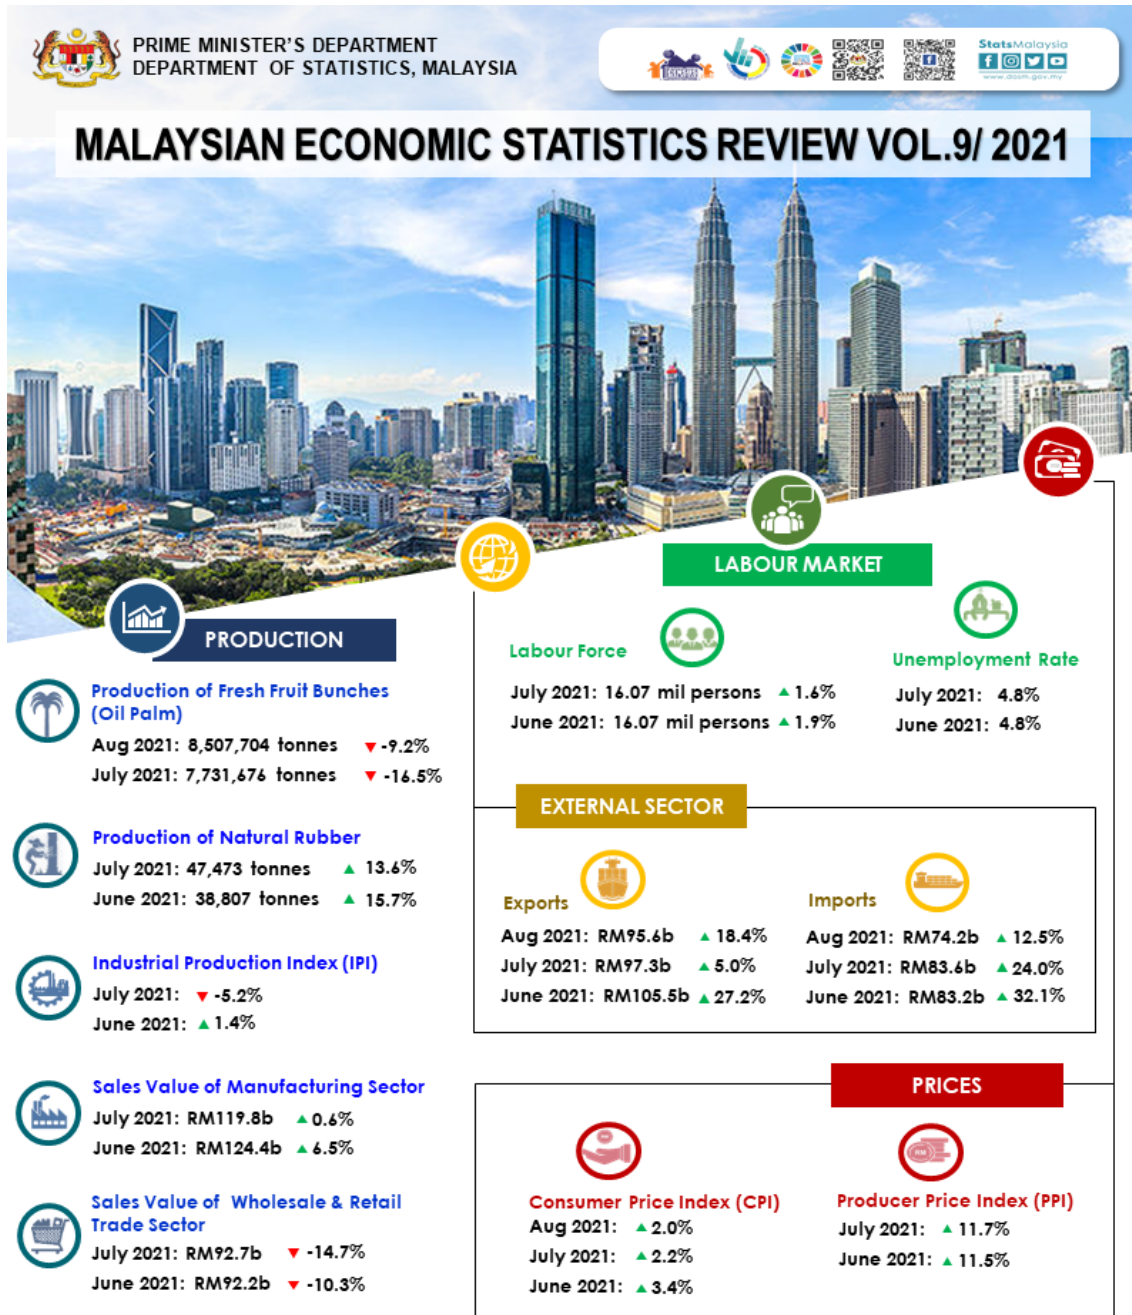 PRIME MINISTER'S DEPARTMENT
DEPARTMENT OF STATISTICS, MALAYSIA
StatsMalaysia
www.dosm.gov.my
MALAYSIAN ECONOMIC STATISTICS REVIEW VOL.9/ 2021
LABOUR MARKET
Labour Force
July 2021: 16.07 mil persons ▲ 1.6%
June 2021: 16.07 mil persons ▲ 1.9%
Unemployment Rate
July 2021: 4.8%
June 2021: 4.8%
PRODUCTION
Production of Fresh Fruit Bunches
(Oil Palm)
Aug 2021: 8,507,704 tonnes ▼ -9.2%
July 2021: 7,731,676 tonnes ▼ -16.5%
Production of Natural Rubber
July 2021: 47,473 tonnes ▲ 13.6%
June 2021: 38,807 tonnes ▲ 15.7%
Industrial Production Index (IPI)
July 2021: ▼ -5.2%
June 2021: ▲ 1.4%
Sales Value of Manufacturing Sector
July 2021: RM119.8b ▲ 0.6%
June 2021: RM124.4b ▲ 6.5%
Sales Value of Wholesale & Retail
Trade Sector
July 2021: RM92.7b ▼ -14.7%
June 2021: RM92.2b ▼ -10.3%
EXTERNAL SECTOR
Exports
Aug 2021: RM95.6b ▲ 18.4%
July 2021: RM97.3b ▲ 5.0%
June 2021: RM105.5b ▲ 27.2%
Imports
Aug 2021: RM74.2b ▲ 12.5%
July 2021: RM83.6b ▲ 24.0%
June 2021: RM83.2b ▲ 32.1%
PRICES
Consumer Price Index (CPI)
Aug 2021: ▲ 2.0%
July 2021: ▲ 2.2%
June 2021: ▲ 3.4%
RM
Producer Price Index (PPI)
July 2021: ▲ 11.7%
June 2021: ▲ 11.5%